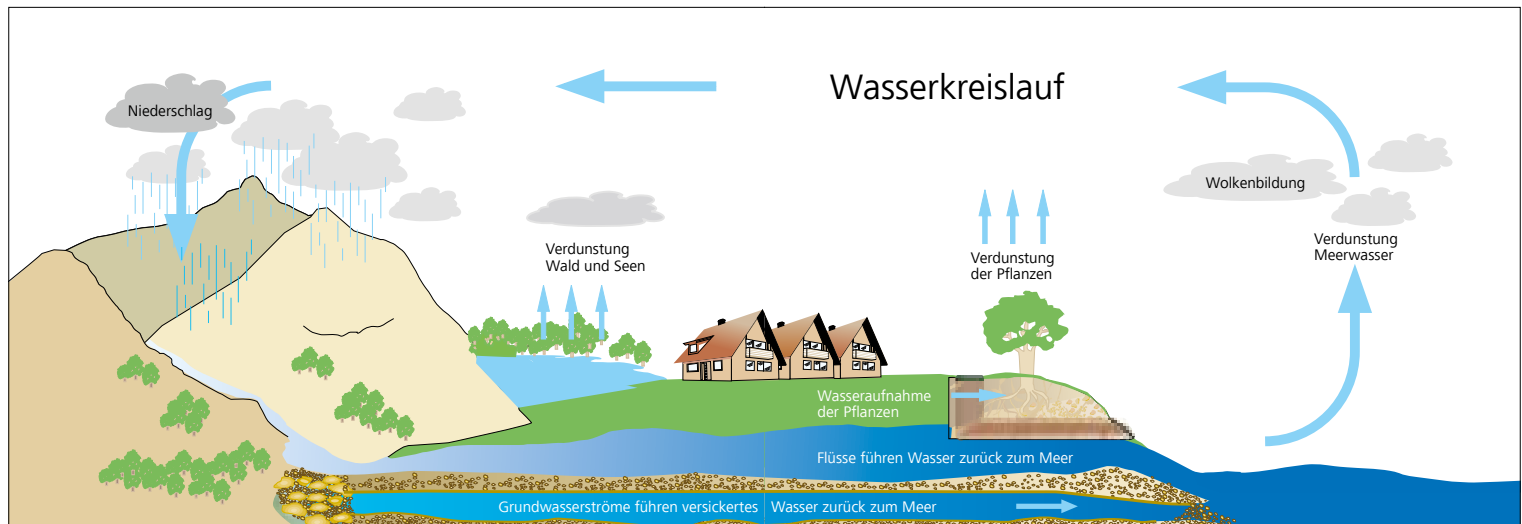 Wasserkreislauf
Niederschlag
Wolkenbildung
Verdunstung
Meerwasser
Verdunstung
Wald und Seen
Verdunstung
der Pflanzen
Wasseraufnahme
der Pflanzen
Flüsse führen Wasser zurück zum Meer
Grundwasserströme führen versickertes Wasser zurück zum Meer